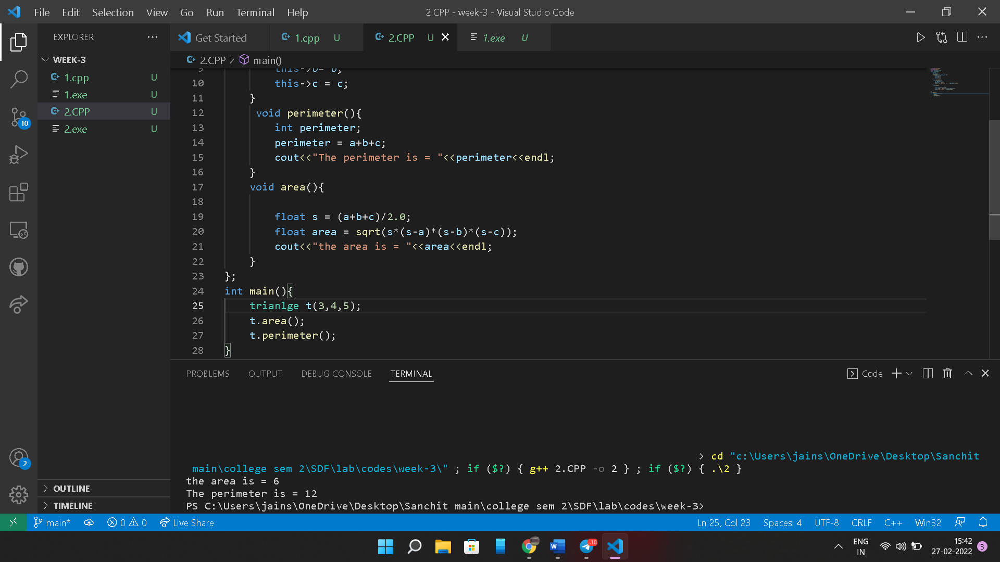 File Edit Selection View Go Run Terminal Help 2.CPP - week-3 - Visual Studio Code
EXPLORER ...
Get Started 1.cpp U 2.CPP U 1.exe U
2.CPP > main()
WEEK-3
1.cpp U
1.exe U
2.CPP U
2.exe U
10
9 this->b= b;
10 this->c = c;
11 }
12 void perimeter(){
13 int perimeter;
14 perimeter = a+b+c;
15 cout<<"The perimeter is = "<<perimeter<<endl;
16 }
17 void area(){
18
19 float s = (a+b+c)/2.0;
20 float area = sqrt(s*(s-a)*(s-b)*(s-c));
21 cout<<"the area is = "<<area<<endl;
22 }
23 };
24 int main(){
25 trianlge t(3,4,5);
26 t.area();
27 t.perimeter();
28 }
PROBLEMS OUTPUT DEBUG CONSOLE TERMINAL Code
> cd "c:\Users\jains\OneDrive\Desktop\Sanchit
main\college sem 2\SDF\lab\codes\week-3\" ; if ($?) { g++ 2.CPP -o 2 } ; if ($?) { .\2 }
the area is = 6
The perimeter is = 12
PS C:\Users\jains\OneDrive\Desktop\Sanchit main\college sem 2\SDF\lab\codes\week-3>
2
OUTLINE
TIMELINE
main* 0 0 Live Share Ln 25, Col 23 Spaces: 4 UTF-8 CRLF C++ Win32
10
ENG
IN
15:42
27-02-2022
3